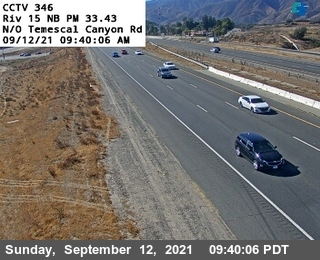 CCTV 346
Riv 15 NB PM 33.43
N/O Temescal Canyon Rd
09/12/21 09:40:06 AM
Sunday, September 12, 2021 09:40:06 PDT